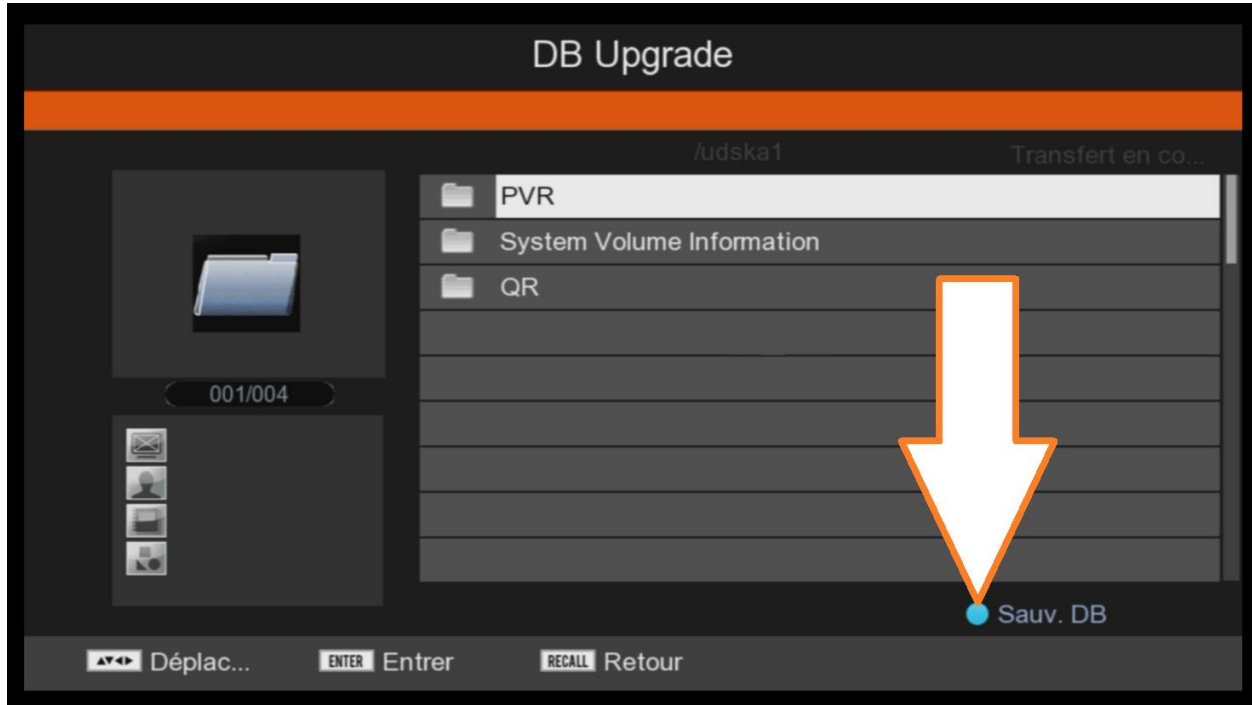 DB Upgrade
/udska1 Transfert en co...
PVR
System Volume Information
QR
001/004
Sauv. DB
Déplac... ENTER Entrer RECALL Retour